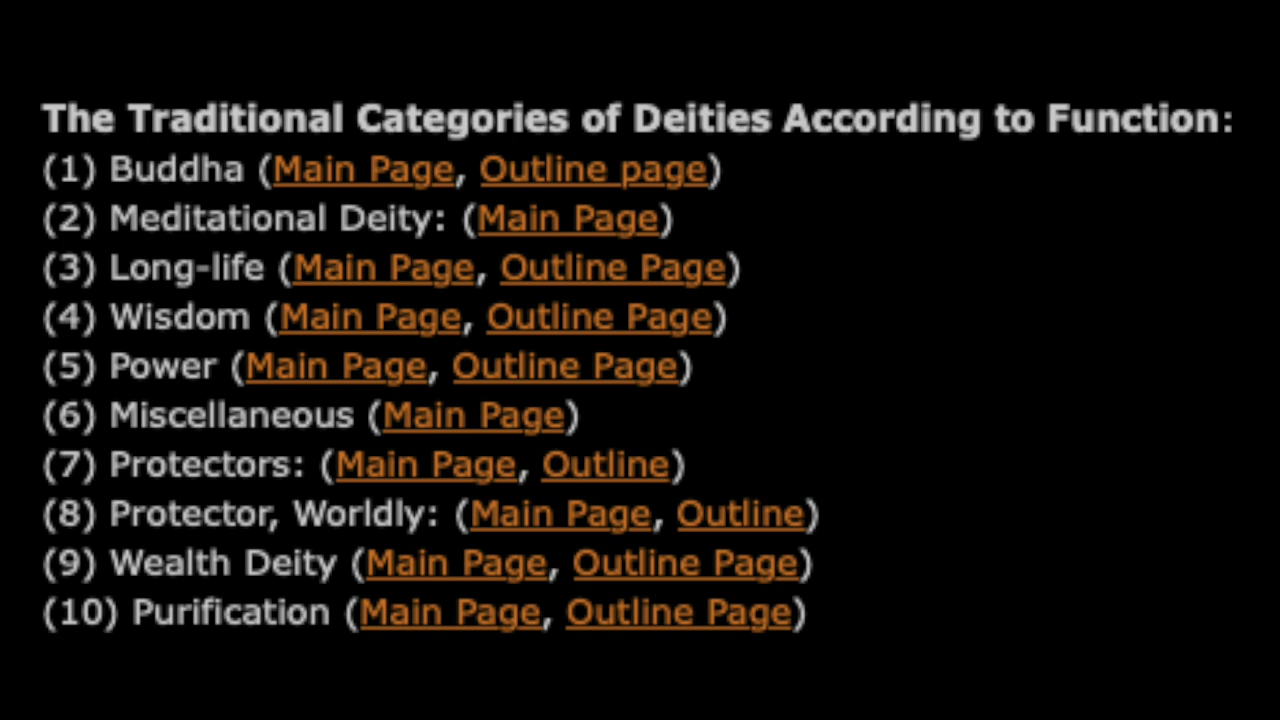 The Traditional Categories of Deities According to Function:
(1) Buddha (Main Page, Outline page)
(2) Meditational Deity: (Main Page)
(3) Long-life (Main Page, Outline Page)
(4) Wisdom (Main Page, Outline Page)
(5) Power (Main Page, Outline Page)
(6) Miscellaneous (Main Page)
(7) Protectors: (Main Page, Outline)
(8) Protector, Worldly: (Main Page, Outline)
(9) Wealth Deity (Main Page, Outline Page)
(10) Purification (Main Page, Outline Page)